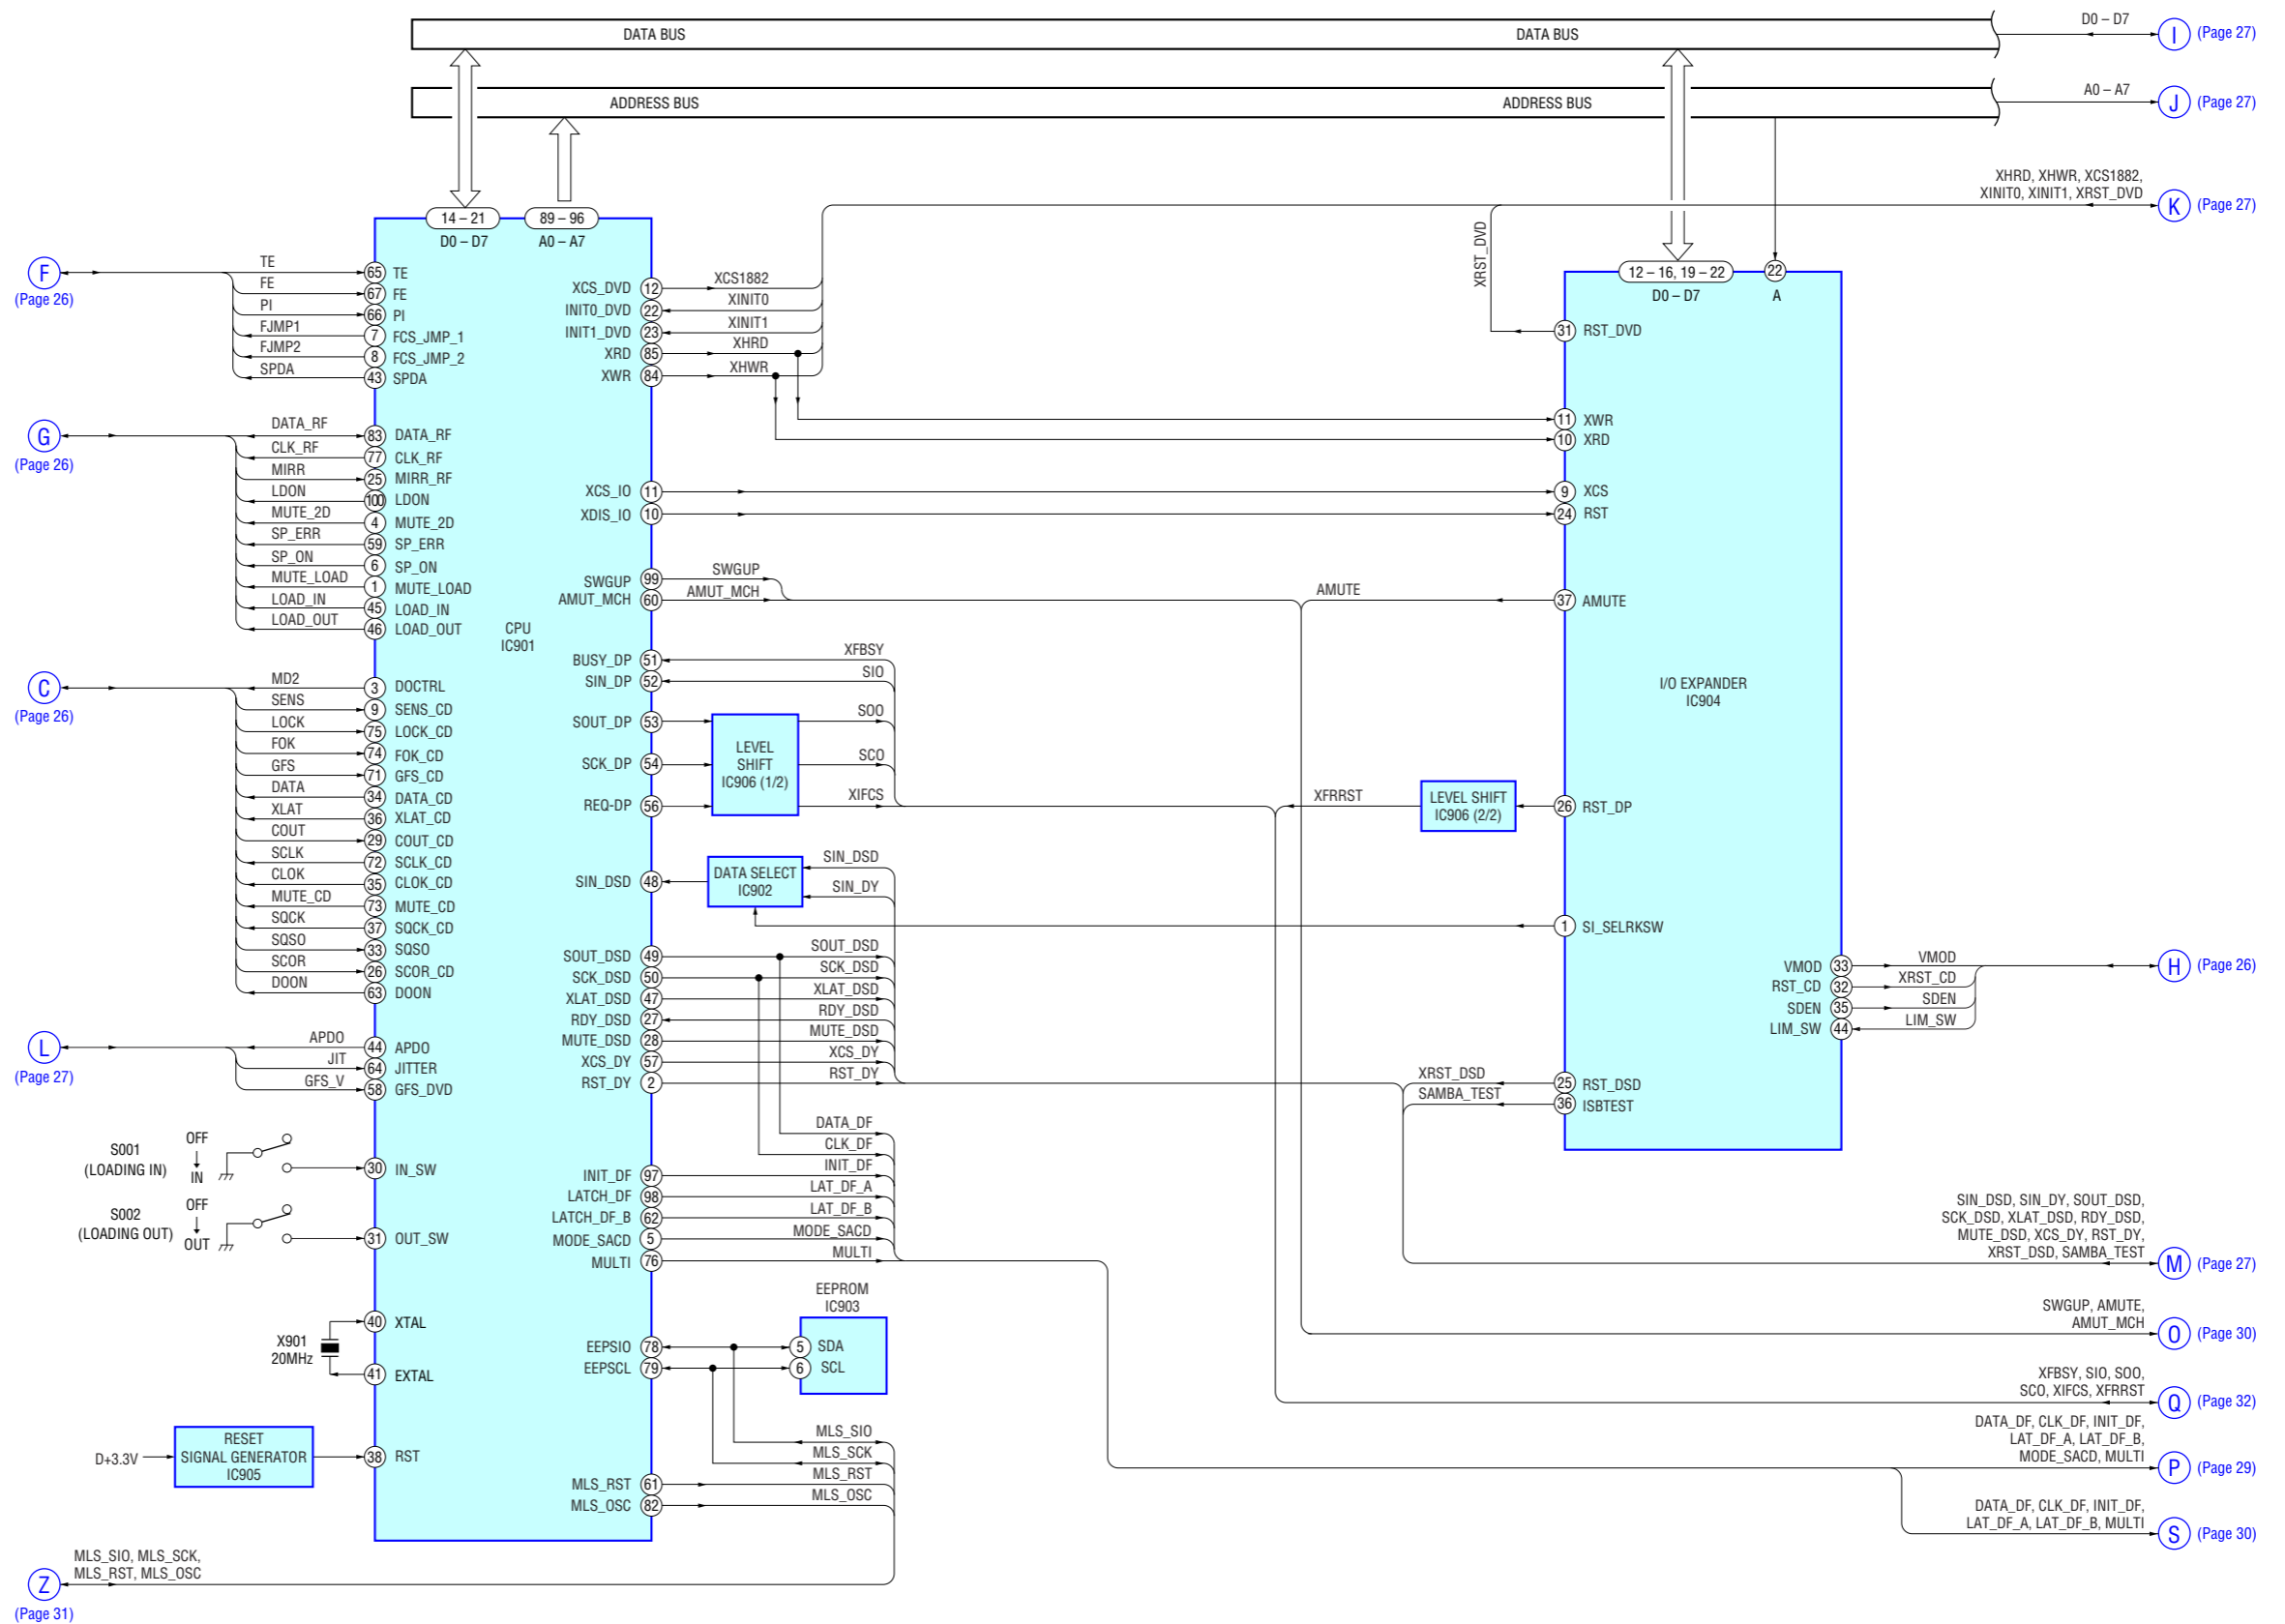 DATA BUS
DATA BUS
D0 – D7
I (Page 27)
ADDRESS BUS
ADDRESS BUS
A0 – A7
J (Page 27)
XHRD, XHWR, XCS1882,
XINIT0, XINIT1, XRST_DVD
K (Page 27)
XRST_DVD
14 – 21
D0 – D7
89 – 96
A0 – A7
F
(Page 26)
TE 65 TE
FE 67 FE
PI 66 PI
FJMP1 7 FCS_JMP_1
FJMP2 8 FCS_JMP_2
SPDA 43 SPDA
G
(Page 26)
DATA_RF 83 DATA_RF
CLK_RF 77 CLK_RF
MIRR 25 MIRR_RF
LDON 100 LDON
MUTE_2D 4 MUTE_2D
SP_ERR 59 SP_ERR
SP_ON 6 SP_ON
MUTE_LOAD 1 MUTE_LOAD
LOAD_IN 45 LOAD_IN
LOAD_OUT 46 LOAD_OUT
C
(Page 26)
MD2 3 DOCTRL
SENS 9 SENS_CD
LOCK 75 LOCK_CD
FOK 74 FOK_CD
GFS 71 GFS_CD
DATA 34 DATA_CD
XLAT 36 XLAT_CD
COUT 29 COUT_CD
SCLK 72 SCLK_CD
CLOK 35 CLOK_CD
MUTE_CD 73 MUTE_CD
SQCK 37 SQCK_CD
SQSO 33 SQSO
SCOR 26 SCOR_CD
DOON 63 DOON
L
(Page 27)
APDO 44 APDO
JIT 64 JITTER
GFS_V 58 GFS_DVD
S001
(LOADING IN)
OFF
IN
30 IN_SW
S002
(LOADING OUT)
OFF
OUT
31 OUT_SW
X901
20MHz
40 XTAL
41 EXTAL
D+3.3V
RESET
SIGNAL GENERATOR
IC905
38 RST
Z
(Page 31)
MLS_SIO, MLS_SCK,
MLS_RST, MLS_OSC
CPU
IC901
XCS_DVD 12 XCS1882
INIT0_DVD 22 XINIT0
INIT1_DVD 23 XINIT1
XRD 85 XHRD
XWR 84 XHWR
XCS_IO 11
XDIS_IO 10
SWGUP 99 SWGUP
AMUT_MCH 60 AMUT_MCH
BUSY_DP 51 XFBSY
SIN_DP 52 SIO
SOUT_DP 53 SOO
SCK_DP 54 SCO
REQ-DP 56 XIFCS
LEVEL
SHIFT
IC906 (1/2)
SIN_DSD 48
DATA SELECT
IC902
SIN_DSD
SIN_DY
SOUT_DSD 49 SOUT_DSD
SCK_DSD 50 SCK_DSD
XLAT_DSD 47 XLAT_DSD
RDY_DSD 27 RDY_DSD
MUTE_DSD 28 MUTE_DSD
XCS_DY 57 XCS_DY
RST_DY 2 RST_DY
DATA_DF
CLK_DF
INIT_DF 97 INIT_DF
LATCH_DF 98 LAT_DF_A
LATCH_DF_B 62 LAT_DF_B
MODE_SACD 5 MODE_SACD
MULTI 76 MULTI
EEPROM
IC903
EEPSIO 78 5 SDA
EEPSCL 79 6 SCL
MLS_SIO
MLS_SCK
MLS_RST 61 MLS_RST
MLS_OSC 82 MLS_OSC
12 – 16, 19 – 22
D0 – D7
22
A
31 RST_DVD
11 XWR
10 XRD
9 XCS
24 RST
AMUTE 37 AMUTE
I/O EXPANDER
IC904
XFRRST
LEVEL SHIFT
IC906 (2/2)
26 RST_DP
1 SI_SELRKSW
VMOD 33 VMOD
RST_CD 32 XRST_CD
SDEN 35 SDEN
LIM_SW 44 LIM_SW
H (Page 26)
XRST_DSD 25 RST_DSD
SAMBA_TEST 36 ISBTEST
SIN_DSD, SIN_DY, SOUT_DSD,
SCK_DSD, XLAT_DSD, RDY_DSD,
MUTE_DSD, XCS_DY, RST_DY,
XRST_DSD, SAMBA_TEST
M (Page 27)
SWGUP, AMUTE,
AMUT_MCH
O (Page 30)
XFBSY, SIO, SOO,
SCO, XIFCS, XFRRST
Q (Page 32)
DATA_DF, CLK_DF, INIT_DF,
LAT_DF_A, LAT_DF_B,
MODE_SACD, MULTI
P (Page 29)
DATA_DF, CLK_DF, INIT_DF,
LAT_DF_A, LAT_DF_B, MULTI
S (Page 30)